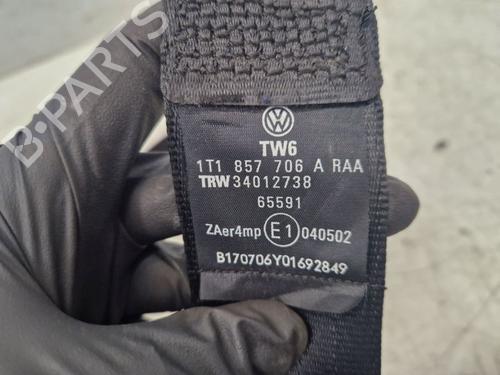 B-PARTS
TW6
1T1 857 706 A RAA
TRW 34012738
65591
ZAer4mp E1 040502
B170706Y01692849